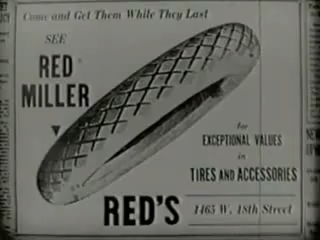 Come and Get Them While They Last
SEE
RED
MILLER
for
EXCEPTIONAL VALUES
in
TIRES AND ACCESSORIES
RED'S
1465 W. 18th Street